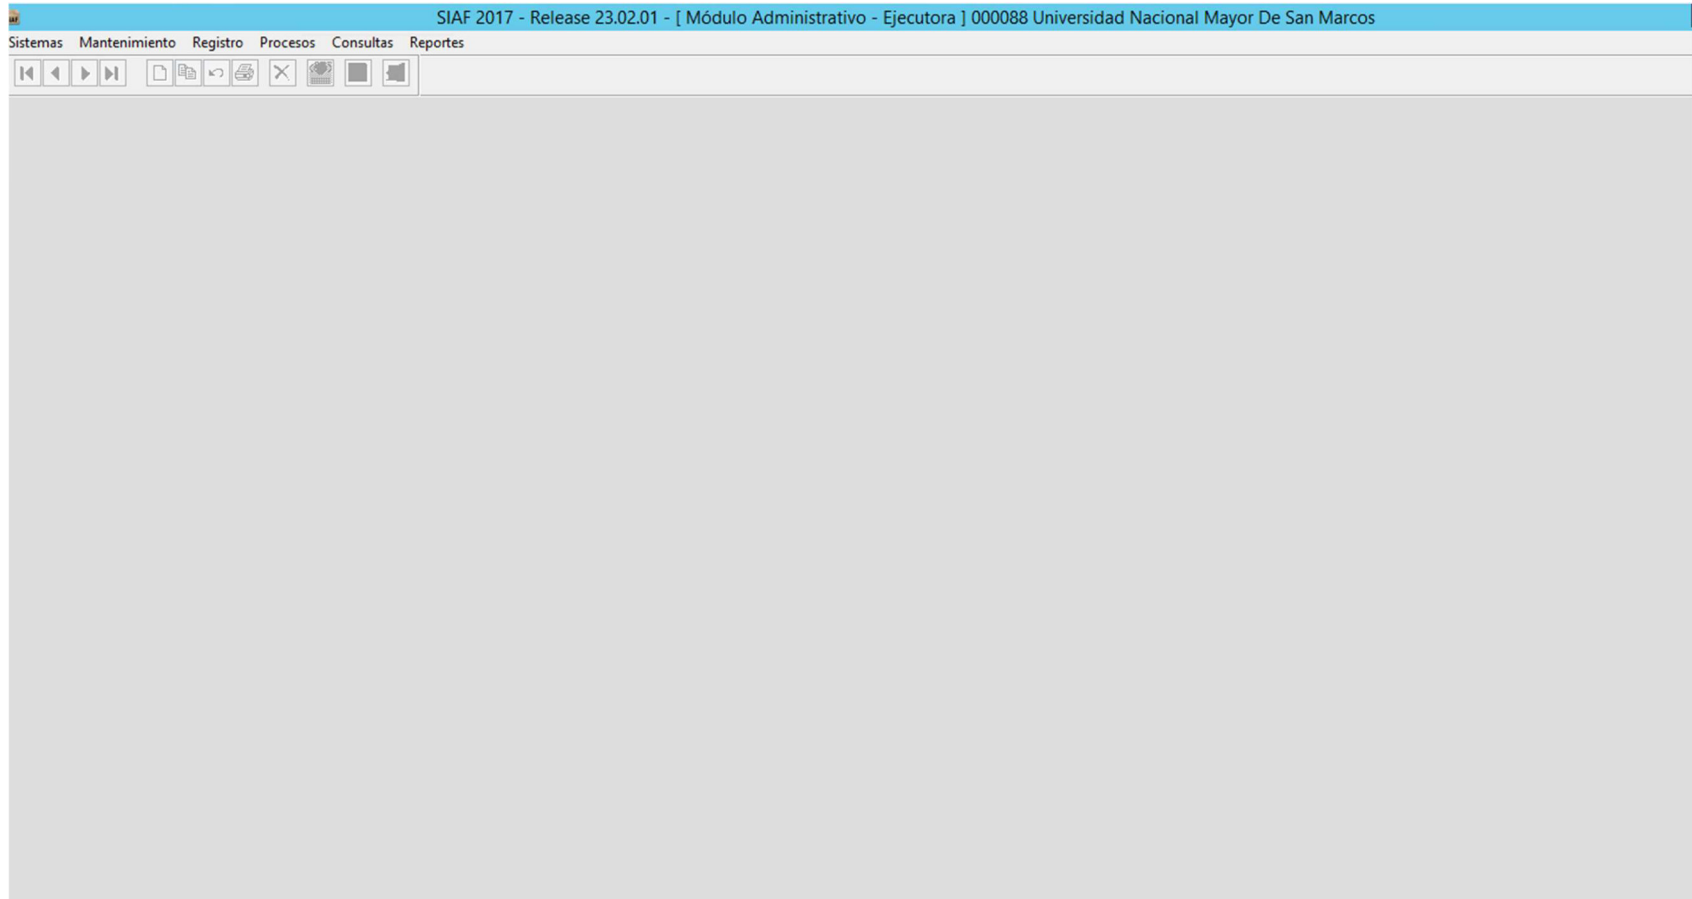 SIAF 2017 - Release 23.02.01 - [ Módulo Administrativo - Ejecutora ] 000088 Universidad Nacional Mayor De San Marcos
Sistemas Mantenimiento Registro Procesos Consultas Reportes